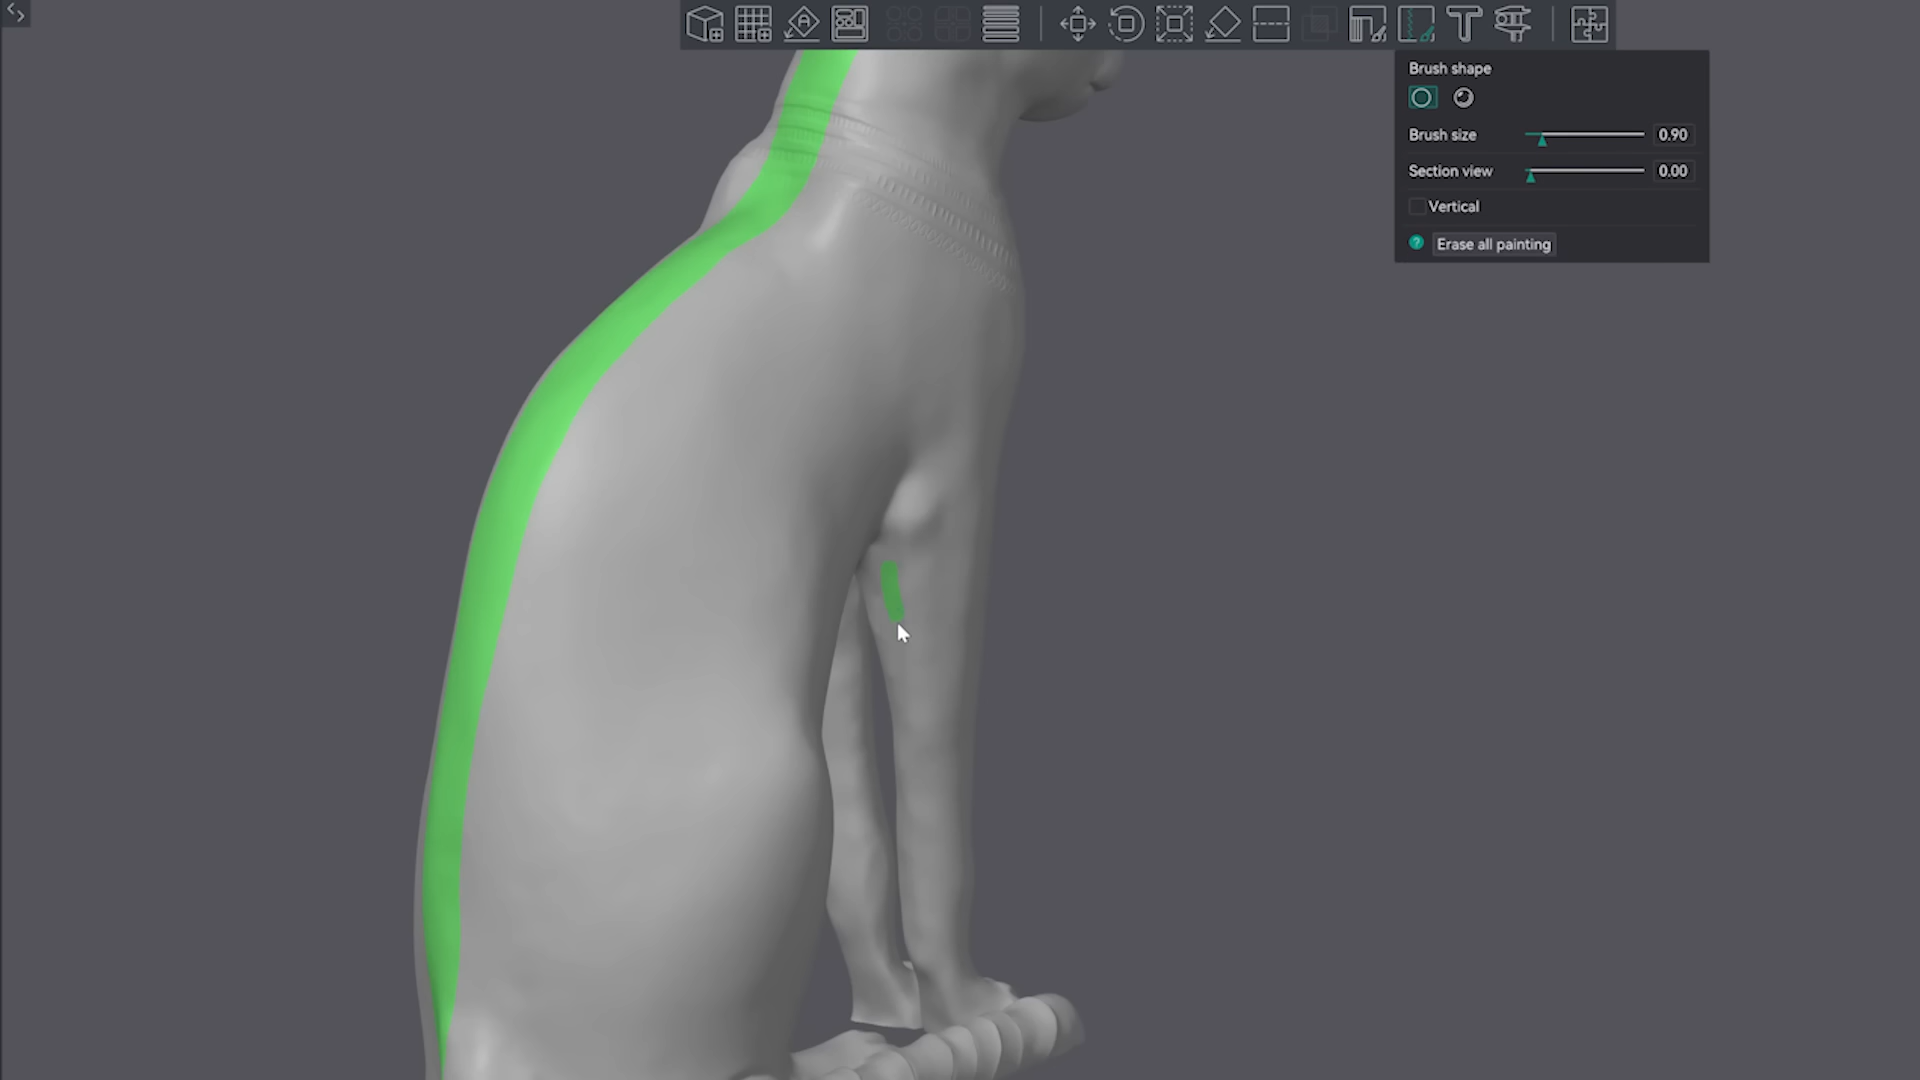 Brush shape
Brush size 0.90
Section view 0.00
Vertical
? Erase all painting